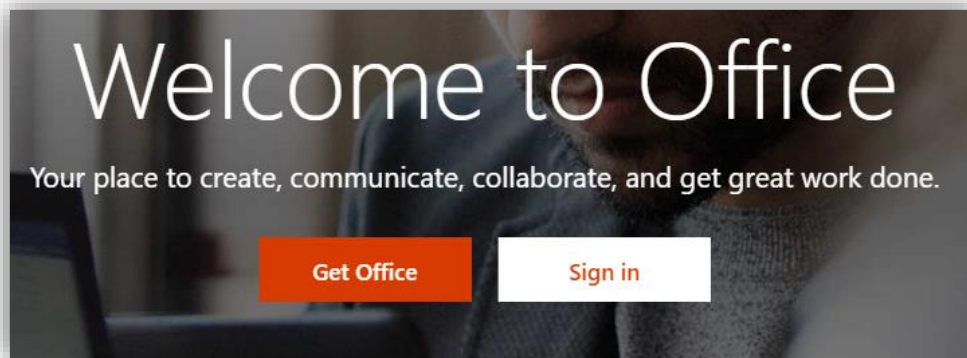 Welcome to Office
Your place to create, communicate, collaborate, and get great work done.
Get Office
Sign in